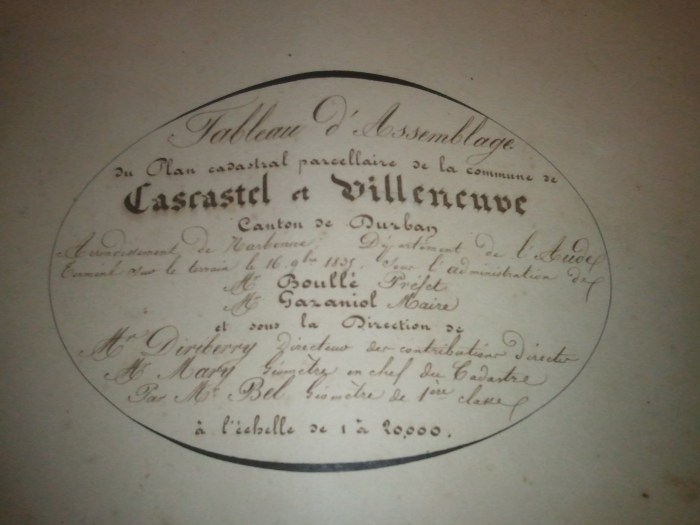 Tableau d'Assemblage
du Plan cadastral parcellaire de la commune de
Cascastel et Villeneuve
Canton de Durban
Arrondissement de Narbonne, Département de l'Aude
Terminé sur le terrain le 16 9bre 1835, sous l'administration de
Mr Boullé Préfet
Mr Gazaniol Maire
et sous la Direction de
Mr Diriberry Directeur des contributions Directes
Mr Mary Géomètre en chef du Cadastre
Par Mr Bel Géomètre de 1ère classe
à l'échelle de 1 à 20,000.